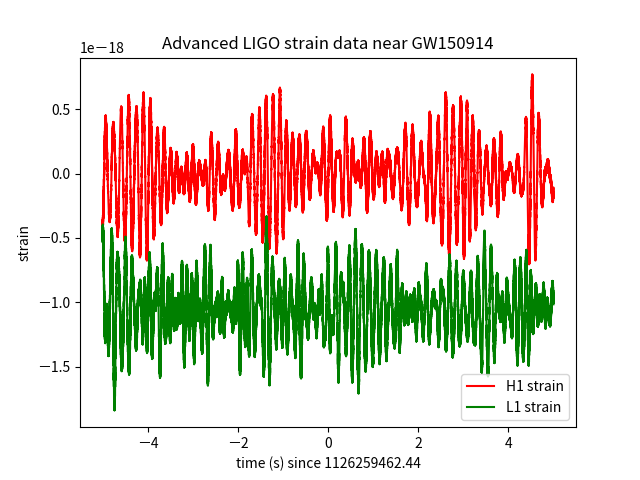 Advanced LIGO strain data near GW150914
1e−18
0.5
0.0
−0.5
−1.0
−1.5
strain
H1 strain
L1 strain
−4
−2
0
2
4
time (s) since 1126259462.44